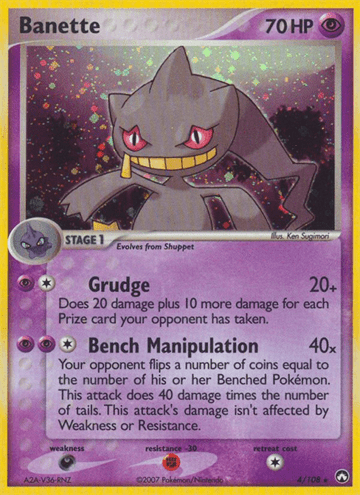 Banette 70 HP
Illus. Ken Sugimori
STAGE 1
Evolves from Shuppet
Grudge 20+
Does 20 damage plus 10 more damage for each
Prize card your opponent has taken.
Bench Manipulation 40x
Your opponent flips a number of coins equal to
the number of his or her Benched Pokémon.
This attack does 40 damage times the number
of tails. This attack's damage isn't affected by
Weakness or Resistance.
weakness resistance -30 retreat cost
A2A-V36-RNZ ©2007 Pokémon/Nintendo 4/108 ★